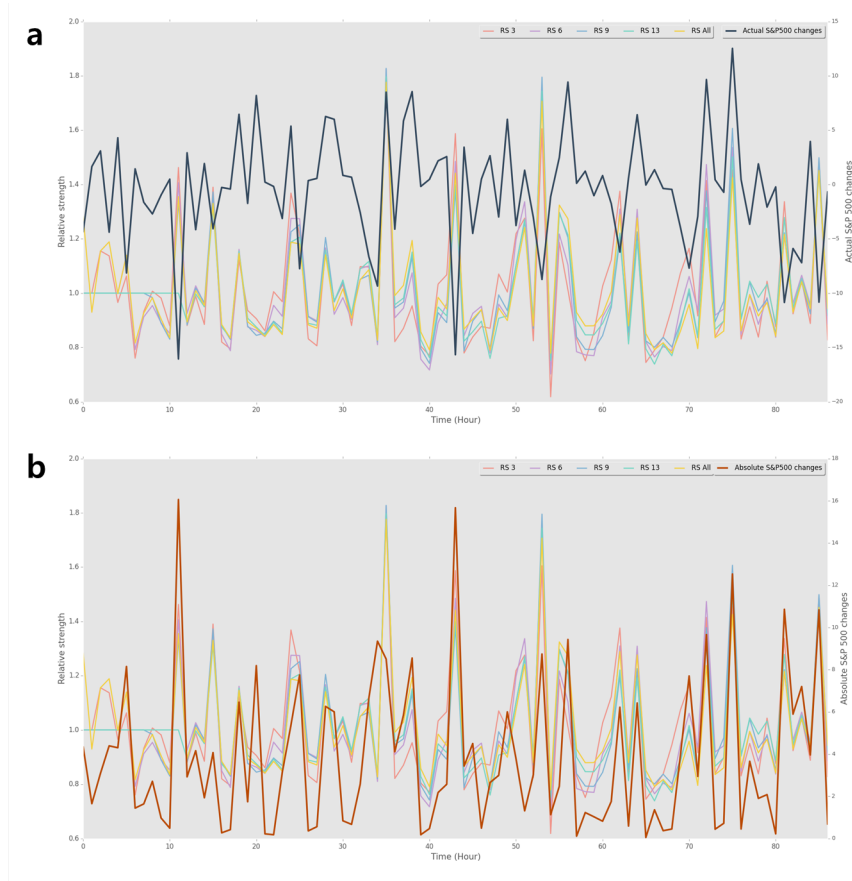 a
RS 3 RS 6 RS 9 RS 13 RS All Actual S&P500 changes
2.0
1.8
1.6
1.4
1.2
1.0
0.8
0.6
Relative strength
15
10
5
0
−5
−10
−15
−20
Actual S&P 500 changes
0 10 20 30 40 50 60 70 80
Time (Hour)
b
RS 3 RS 6 RS 9 RS 13 RS All Absolute S&P500 changes
2.0
1.8
1.6
1.4
1.2
1.0
0.8
0.6
Relative strength
18
16
14
12
10
8
6
4
2
0
Absolute S&P 500 changes
0 10 20 30 40 50 60 70 80
Time (Hour)